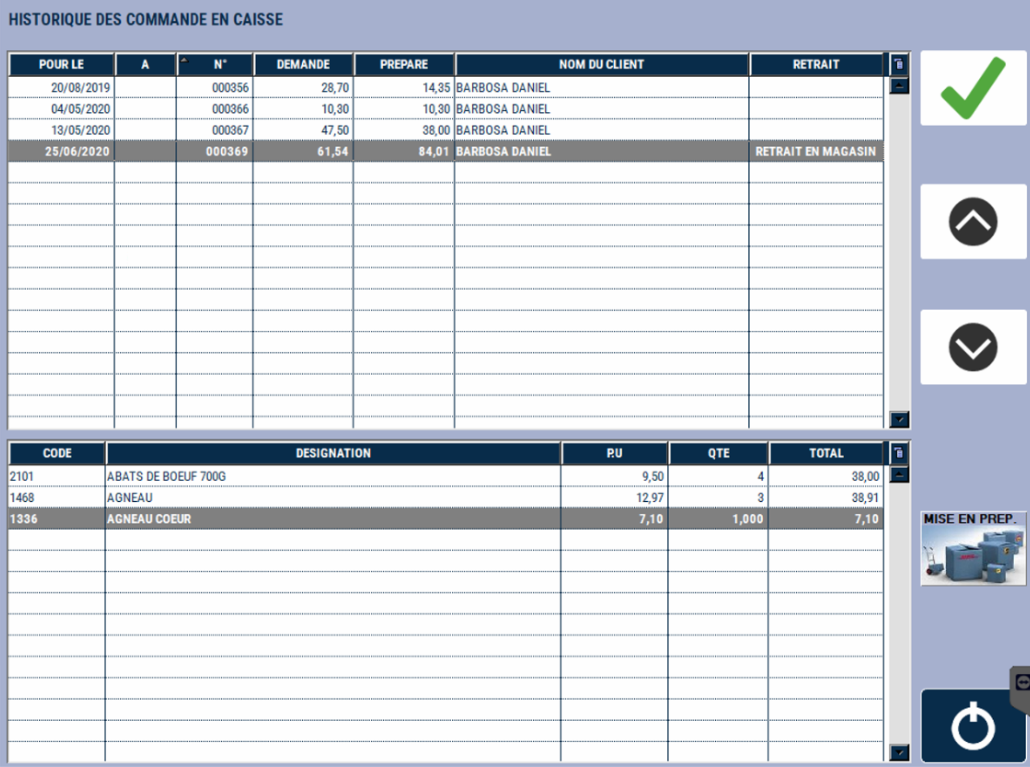 HISTORIQUE DES COMMANDE EN CAISSE
POUR LE A N° DEMANDE PREPARE NOM DU CLIENT RETRAIT
20/08/2019 000356 28,70 14,35 BARBOSA DANIEL
04/05/2020 000366 10,30 10,30 BARBOSA DANIEL
13/05/2020 000367 47,50 38,00 BARBOSA DANIEL
25/06/2020 000369 61,54 84,01 BARBOSA DANIEL RETRAIT EN MAGASIN
CODE DESIGNATION P.U QTE TOTAL
2101 ABATS DE BOEUF 700G 9,50 4 38,00
1468 AGNEAU 12,97 3 38,91
1336 AGNEAU COEUR 7,10 1,000 7,10
MISE EN PREP.